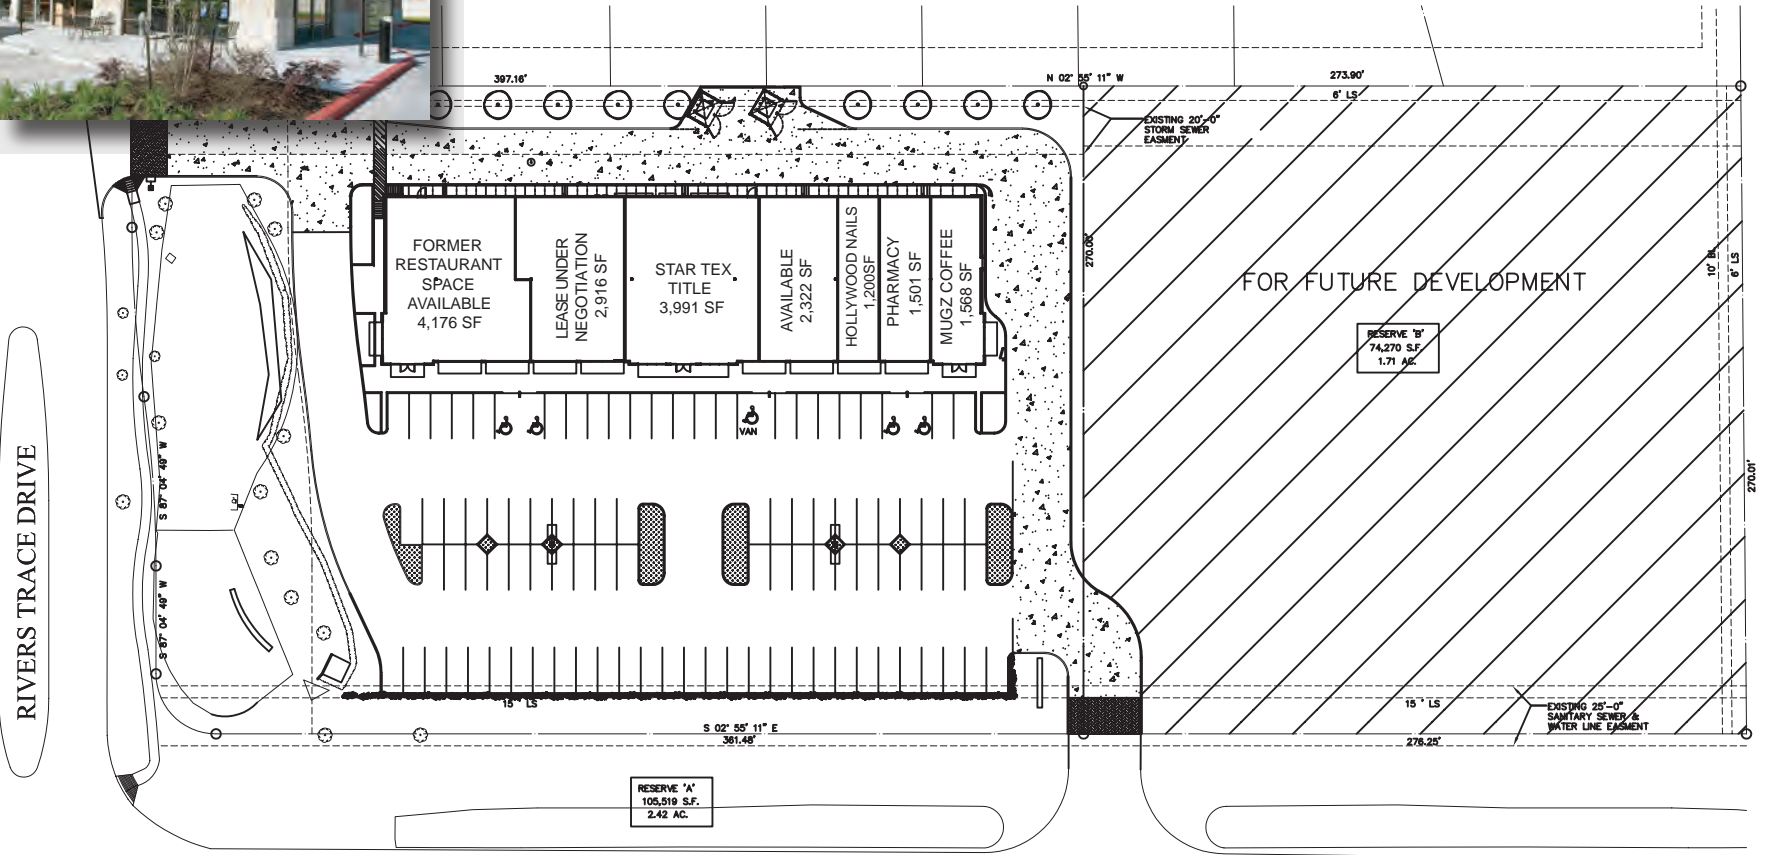 397.16'
N 02° 55' 11" W
273.90'
6' LS
EXISTING 20'-0"
STORM SEWER
EASMENT
FORMER
RESTAURANT
SPACE
AVAILABLE
4,176 SF
LEASE UNDER
NEGOTIATION
2,916 SF
STAR TEX
TITLE
3,991 SF
AVAILABLE
2,322 SF
HOLLYWOOD NAILS
1,200SF
PHARMACY
1,501 SF
MUGZ COFFEE
1,568 SF
FOR FUTURE DEVELOPMENT
10' BL
6' LS
RESERVE 'B'
74,270 S.F.
1.71 AC.
VAN
RIVERS TRACE DRIVE
S 87° 04' 49" W
S 87° 04' 49" W
270.01'
15' LS
15' LS
EXISTING 25'-0"
SANITARY SEWER &
WATER LINE EASMENT
S 02° 55' 11" E
361.48'
276.25'
RESERVE 'A'
105,519 S.F.
2.42 AC.